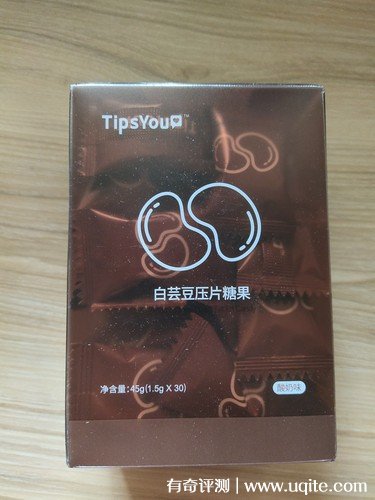 TipsYou™
白芸豆压片糖果
净含量:45g(1.5g X 30)
酸奶味
有奇评测 | www.uqite.com